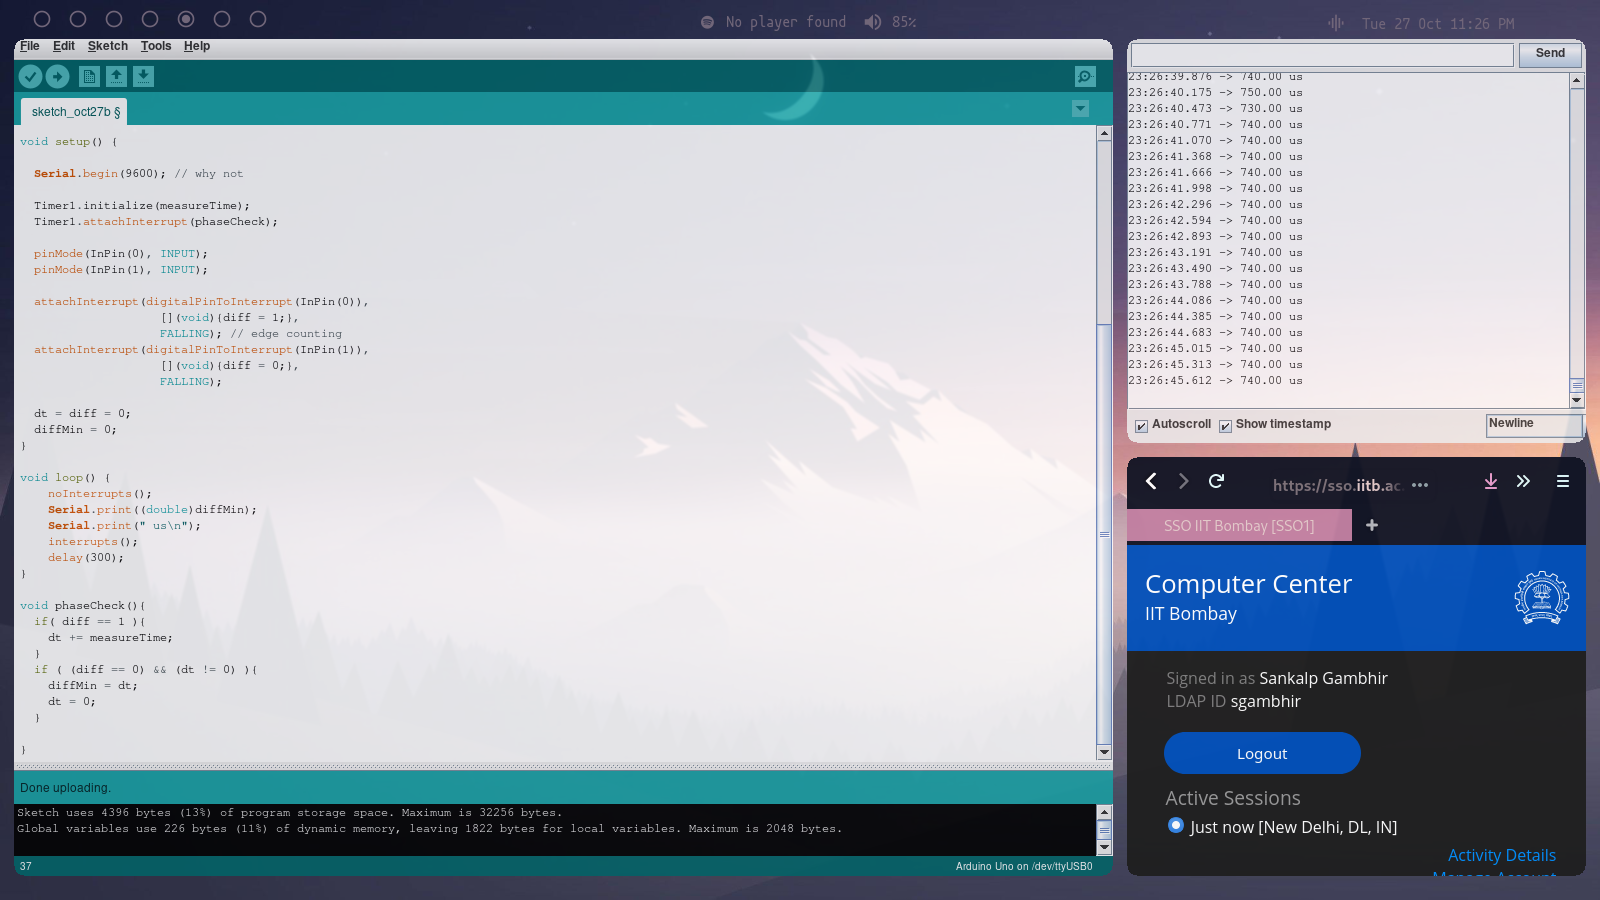 No player found 85%
Tue 27 Oct 11:26 PM
File Edit Sketch Tools Help
sketch_oct27b §
void setup() {
Serial.begin(9600); // why not
Timer1.initialize(measureTime);
Timer1.attachInterrupt(phaseCheck);
pinMode(InPin(0), INPUT);
pinMode(InPin(1), INPUT);
attachInterrupt(digitalPinToInterrupt(InPin(0)),
[](void){diff = 1;},
FALLING); // edge counting
attachInterrupt(digitalPinToInterrupt(InPin(1)),
[](void){diff = 0;},
FALLING);
dt = diff = 0;
diffMin = 0;
}
void loop() {
noInterrupts();
Serial.print((double)diffMin);
Serial.print(" us\n");
interrupts();
delay(300);
}
void phaseCheck(){
if( diff == 1 ){
dt += measureTime;
}
if ( (diff == 0) && (dt != 0) ){
diffMin = dt;
dt = 0;
}
}
Done uploading.
Sketch uses 4396 bytes (13%) of program storage space. Maximum is 32256 bytes.
Global variables use 226 bytes (11%) of dynamic memory, leaving 1822 bytes for local variables. Maximum is 2048 bytes.
37
Arduino Uno on /dev/ttyUSB0
Send
23:26:39.876 -> 740.00 us
23:26:40.175 -> 750.00 us
23:26:40.473 -> 730.00 us
23:26:40.771 -> 740.00 us
23:26:41.070 -> 740.00 us
23:26:41.368 -> 740.00 us
23:26:41.666 -> 740.00 us
23:26:41.998 -> 740.00 us
23:26:42.296 -> 740.00 us
23:26:42.594 -> 740.00 us
23:26:42.893 -> 740.00 us
23:26:43.191 -> 740.00 us
23:26:43.490 -> 740.00 us
23:26:43.788 -> 740.00 us
23:26:44.086 -> 740.00 us
23:26:44.385 -> 740.00 us
23:26:44.683 -> 740.00 us
23:26:45.015 -> 740.00 us
23:26:45.313 -> 740.00 us
23:26:45.612 -> 740.00 us
Autoscroll Show timestamp Newline
https://sso.iitb.ac.
SSO IIT Bombay [SSO1]
Computer Center
IIT Bombay
Signed in as Sankalp Gambhir
LDAP ID sgambhir
Logout
Active Sessions
Just now [New Delhi, DL, IN]
Activity Details
Manage Account